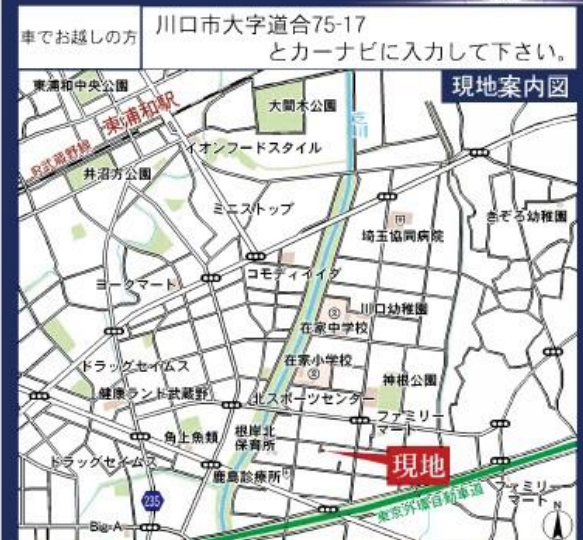 車でお越しの方
川口市大字道合75-17
とカーナビに入力して下さい。
現地案内図
東浦和中央公園
大間木公園
東浦和駅
芝川
JR武蔵野線
イオンフードスタイル
井沼方公園
ミニストップ
埼玉協同病院
きぞろ幼稚園
コモディイイダ
ヨークマート
川口幼稚園
在家中学校
在家小学校
ドラッグセイムス
神根公園
健康ランド武蔵野
北スポーツセンター
ファミリー
マート
角上魚類
根岸北
保育所
ドラッグセイムス
現地
鹿島診療所
235
ファミリー
マート
東京外環自動車道
Big-A
N